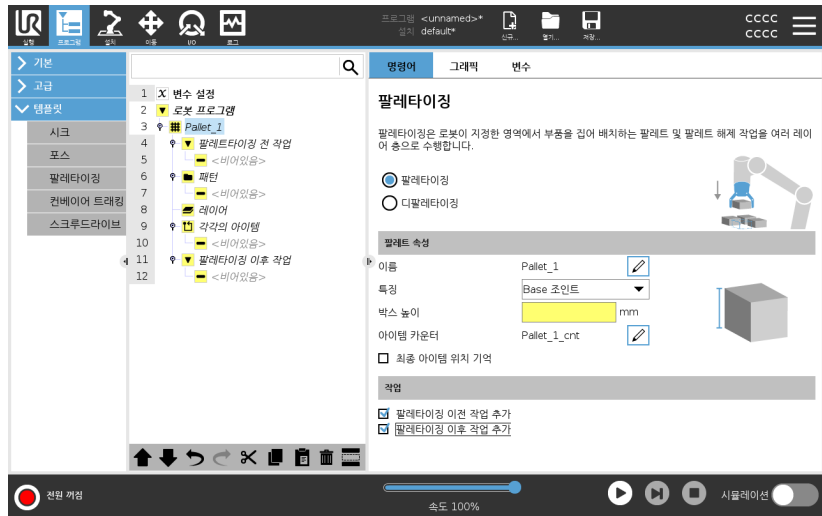 UR
실행
프로그램
설치
이동
I/O
로그
프로그램 <unnamed>*
설치 default*
신규...
열기...
저장...
cccc
cccc
기본
고급
템플릿
시크
포스
팔레타이징
컨베이어 트래킹
스크루드라이브
1 X 변수 설정
2 로봇 프로그램
3 Pallet_1
4 팔레트타이징 전 작업
5 <비어있음>
6 패턴
7 <비어있음>
8 레이어
9 각각의 아이템
10 <비어있음>
11 팔레타이징 이후 작업
12 <비어있음>
명령어 그래픽 변수
팔레타이징
팔레타이징은 로봇이 지정한 영역에서 부품을 집어 배치하는 팔레트 및 팔레트 해제 작업을 여러 레이
어 층으로 수행합니다.
팔레타이징
디팔레타이징
팔레트 속성
이름 Pallet_1
특징 Base 조인트
박스 높이 mm
아이템 카운터 Pallet_1_cnt
최종 아이템 위치 기억
작업
팔레타이징 이전 작업 추가
팔레타이징 이후 작업 추가
전원 꺼짐
속도 100%
시뮬레이션